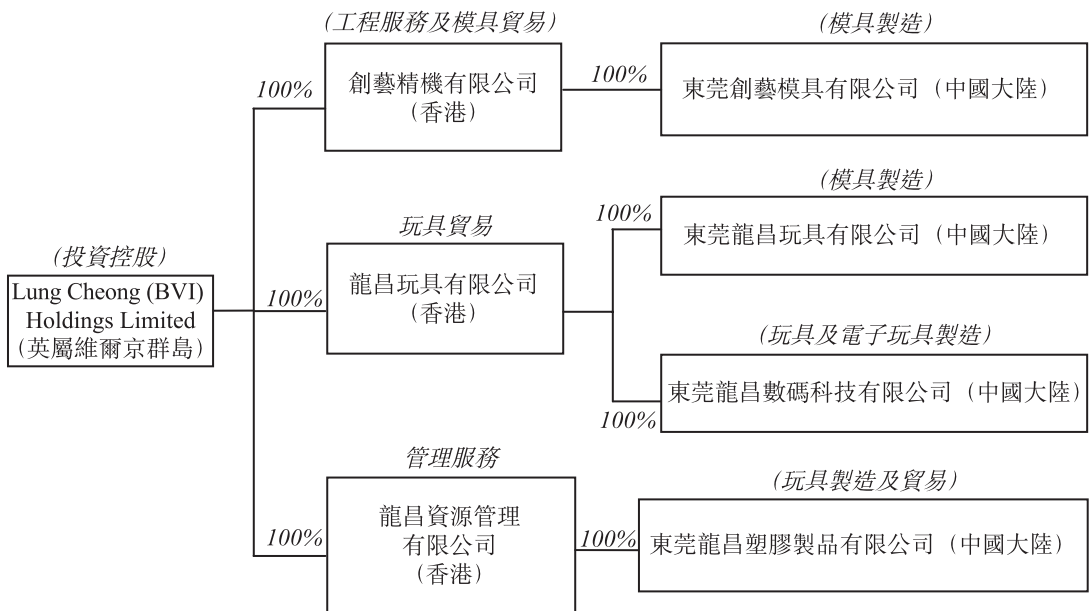 (工程服務及模具貿易)
100%
創藝精機有限公司
(香港)
(模具製造)
100%
東莞創藝模具有限公司（中國大陸）
(投資控股)
Lung Cheong (BVI)
Holdings Limited
(英屬維爾京群島)
玩具貿易
100%
龍昌玩具有限公司
(香港)
(模具製造)
100%
東莞龍昌玩具有限公司（中國大陸）
(玩具及電子玩具製造)
100%
東莞龍昌數碼科技有限公司（中國大陸）
管理服務
100%
龍昌資源管理
有限公司
(香港)
(玩具製造及貿易)
100%
東莞龍昌塑膠製品有限公司（中國大陸）